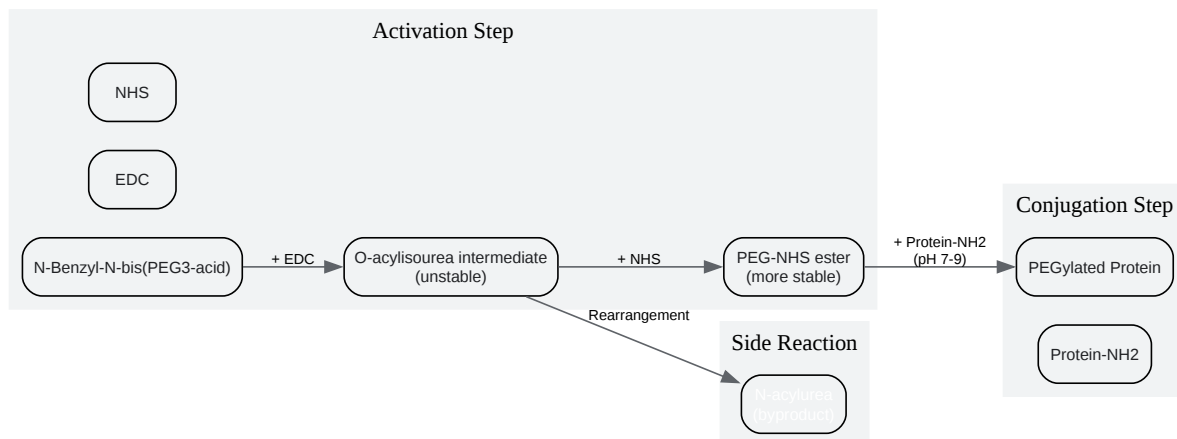 Activation Step
NHS
EDC
N-Benzyl-N-bis(PEG3-acid)
+ EDC
O-acylisourea intermediate
(unstable)
+ NHS
PEG-NHS ester
(more stable)
+ Protein-NH2
(pH 7-9)
Conjugation Step
PEGylated Protein
Protein-NH2
Rearrangement
Side Reaction
N-acylurea
(byproduct)